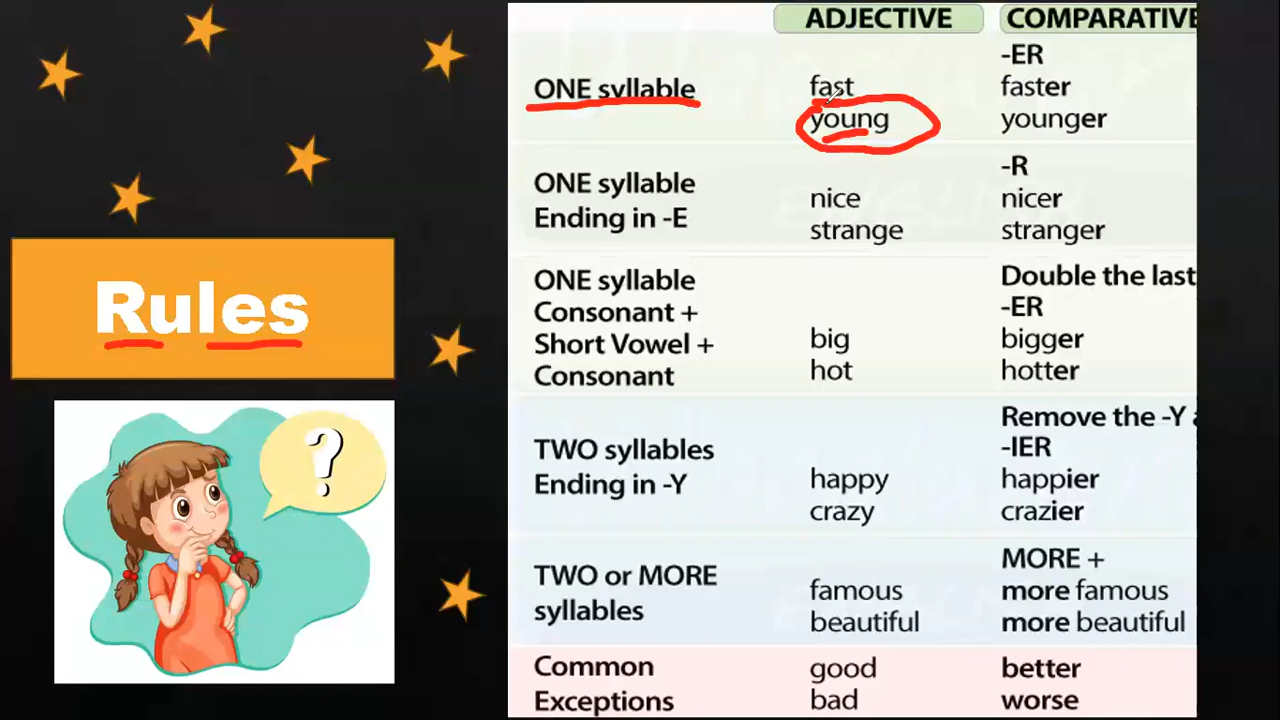 Rules
?
ADJECTIVE COMPARATIVE
-ER
ONE syllable fast faster
young younger
-R
ONE syllable nice nicer
Ending in -E strange stranger
ONE syllable Double the last
Consonant + -ER
Short Vowel + big bigger
Consonant hot hotter
Remove the -Y
TWO syllables -IER
Ending in -Y happy happier
crazy crazier
MORE +
TWO or MORE famous more famous
syllables beautiful more beautiful
Common good better
Exceptions bad worse